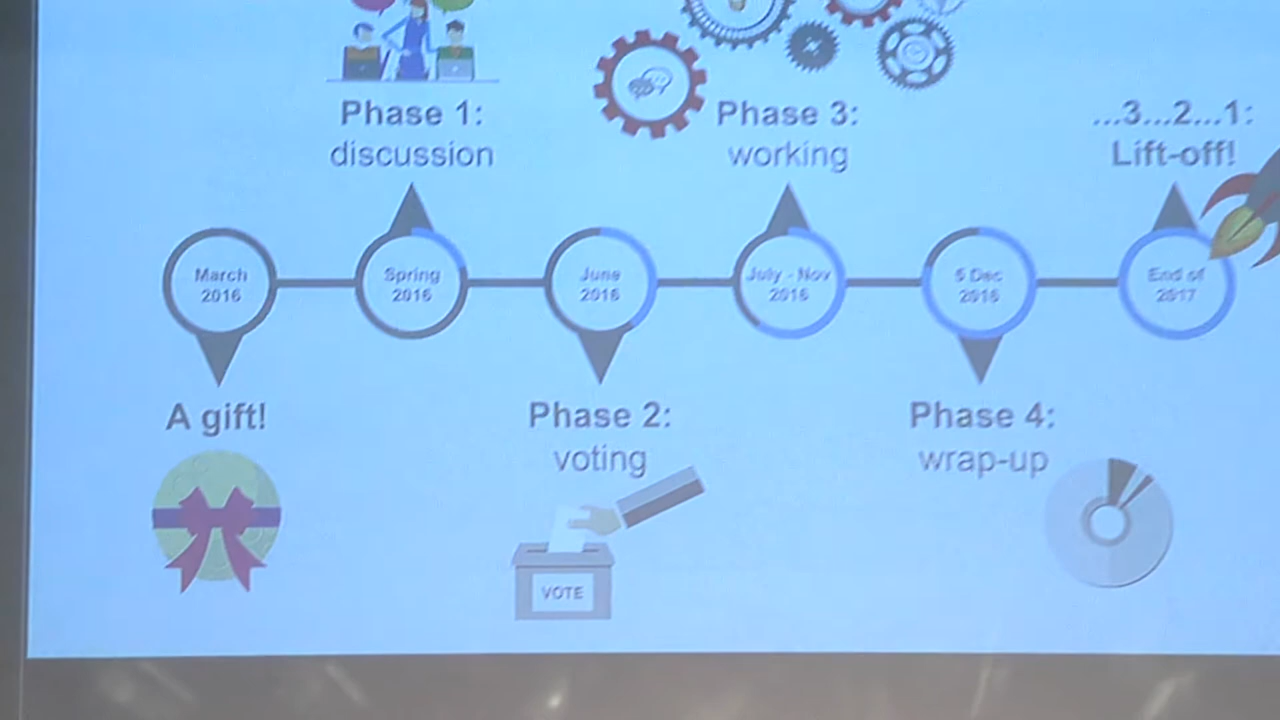 Phase 1:
discussion
Phase 3:
working
...3...2...1:
Lift-off!
March
2016
Spring
2016
June
2016
July - Nov
2016
5 Dec
2016
End of
2017
A gift!
Phase 2:
voting
Phase 4:
wrap-up
VOTE